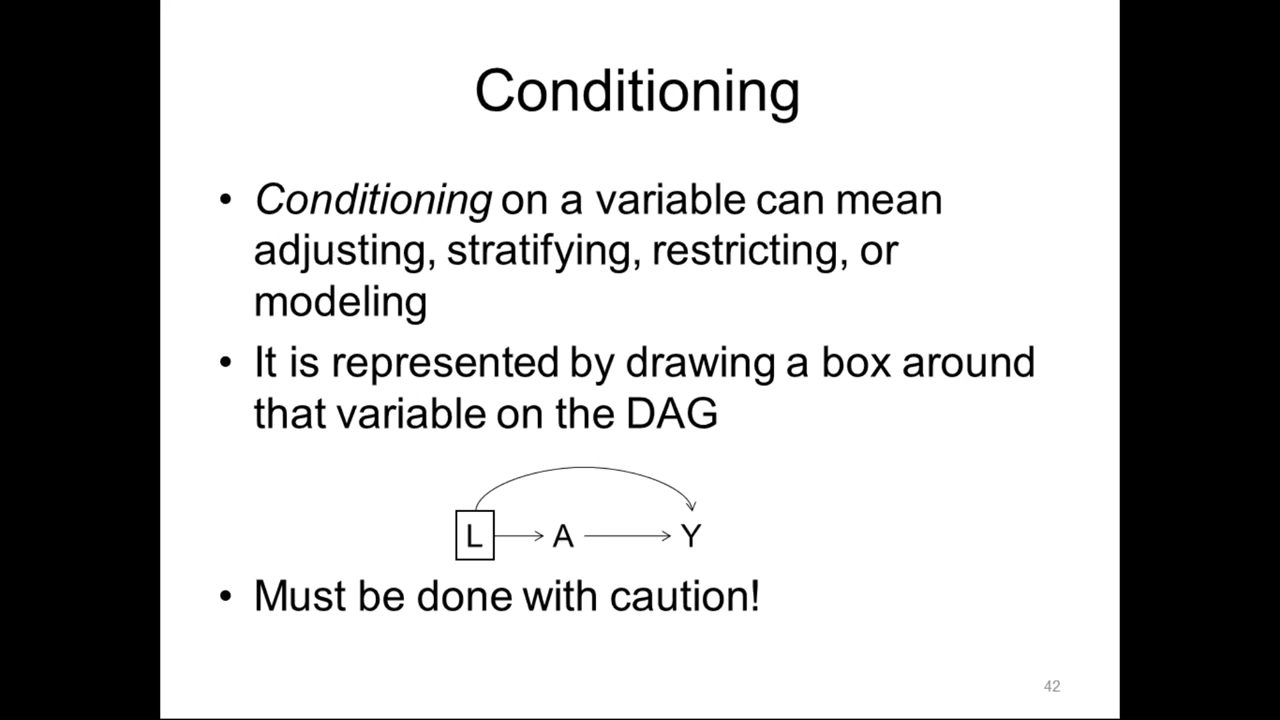 Conditioning
• Conditioning on a variable can mean
adjusting, stratifying, restricting, or
modeling
• It is represented by drawing a box around
that variable on the DAG
L A Y
• Must be done with caution!
42